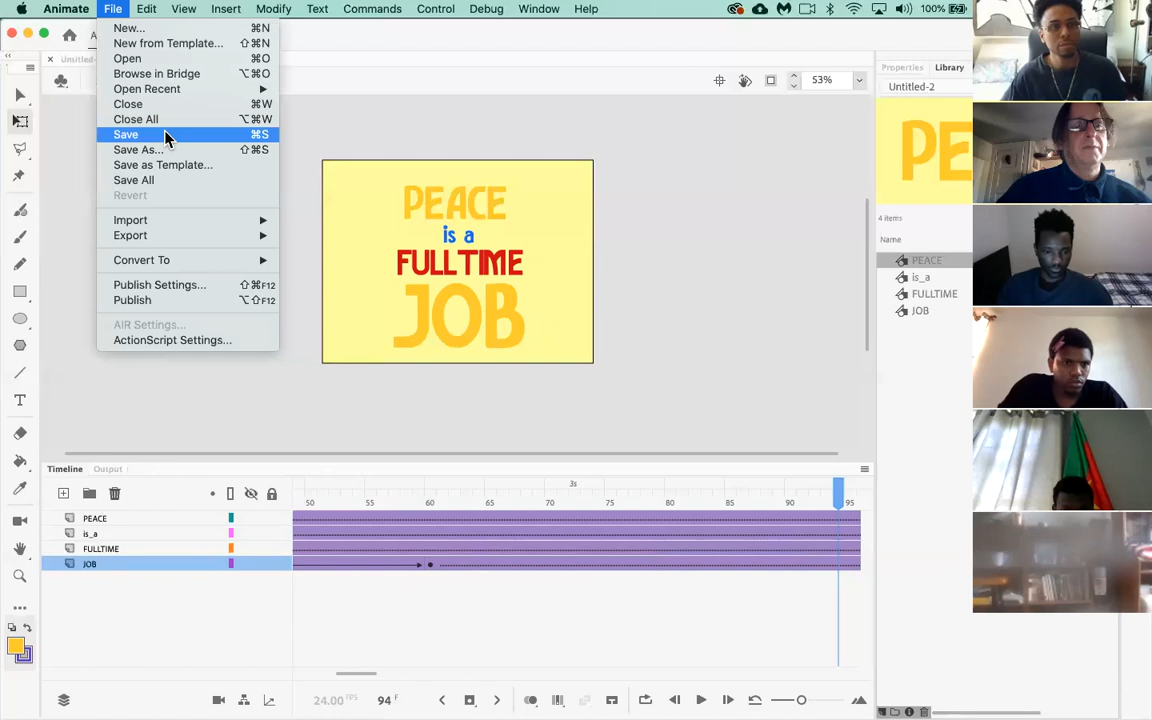 Animate File Edit View Insert Modify Text Commands Control Debug Window Help 100%
New... ⌘N
New from Template... ⇧⌘N
Open ⌘O
Browse in Bridge ⌥⌘O
Open Recent
Close ⌘W
Close All ⌥⌘W
Save ⌘S
Save As... ⇧⌘S
Save as Template...
Save All
Revert
Import
Export
Convert To
Publish Settings... ⇧⌘F12
Publish ⌥⇧F12
AIR Settings...
ActionScript Settings...
53%
PEACE
is a
FULLTIME
JOB
Properties Library
Untitled-2
PE
4 items
Name
PEACE
is_a
FULLTIME
JOB
Timeline Output
3s
50 55 60 65 70 75 80 85 90 95
PEACE
is_a
FULLTIME
JOB
24.00 FPS 94 F